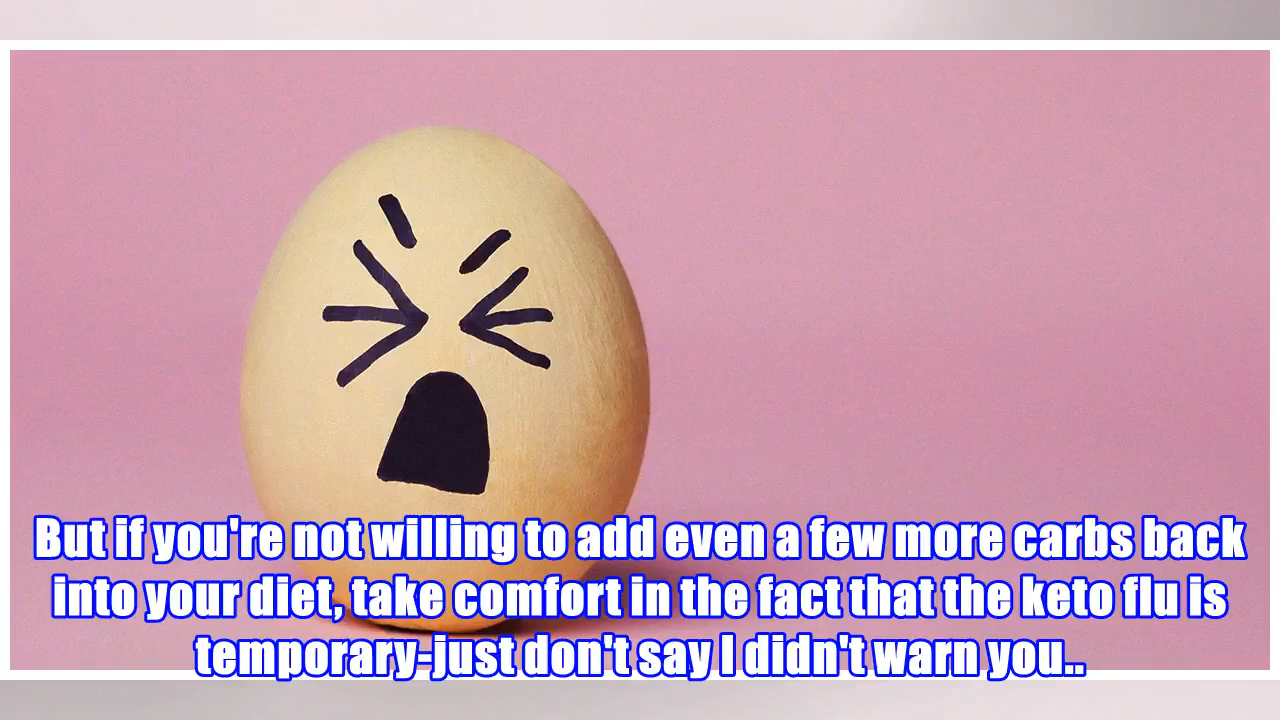 But if you're not willing to add even a few more carbs back
into your diet, take comfort in the fact that the keto flu is
temporary-just don't say I didn't warn you..